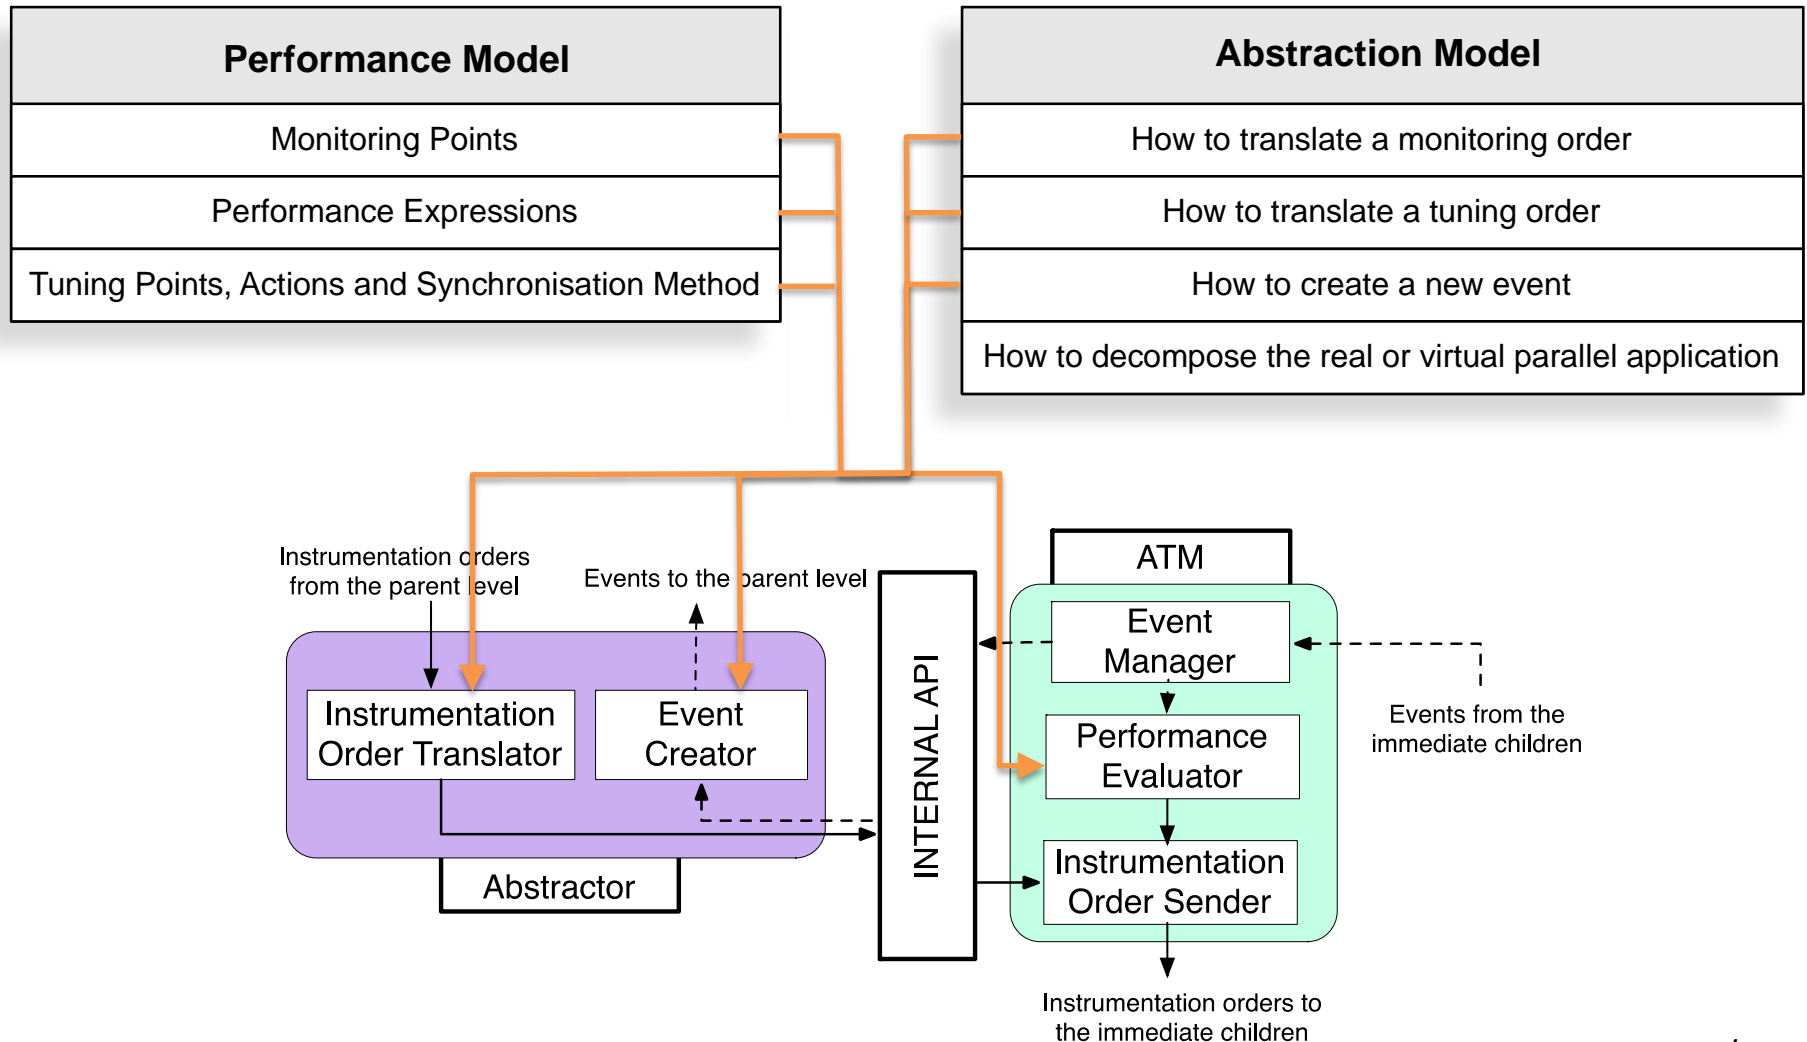 Performance Model
Monitoring Points
Performance Expressions
Tuning Points, Actions and Synchronisation Method
Abstraction Model
How to translate a monitoring order
How to translate a tuning order
How to create a new event
How to decompose the real or virtual parallel application
Instrumentation orders
from the parent level
Events to the parent level
Instrumentation
Order Translator
Event
Creator
Abstractor
INTERNAL API
ATM
Event
Manager
Performance
Evaluator
Instrumentation
Order Sender
Events from the
immediate children
Instrumentation orders to
the immediate children